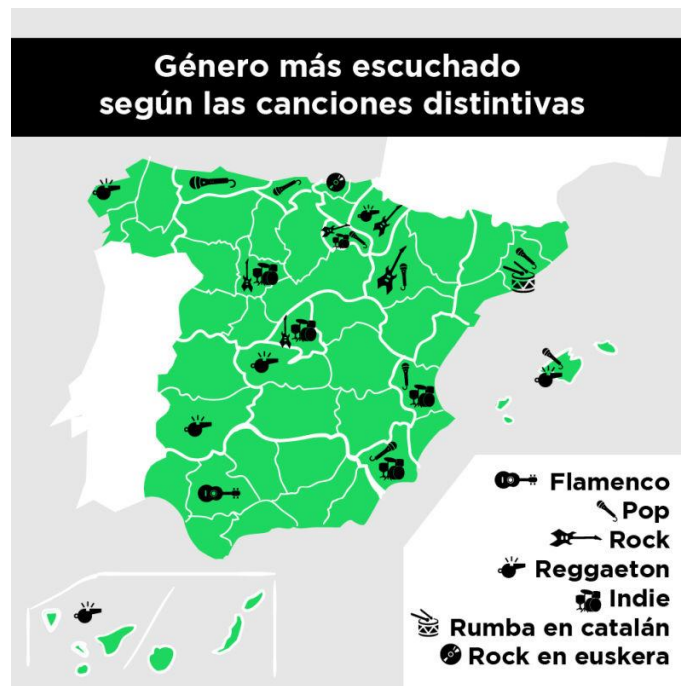 Género más escuchado
según las canciones distintivas
Flamenco
Pop
Rock
Reggaeton
Indie
Rumba en catalán
Rock en euskera